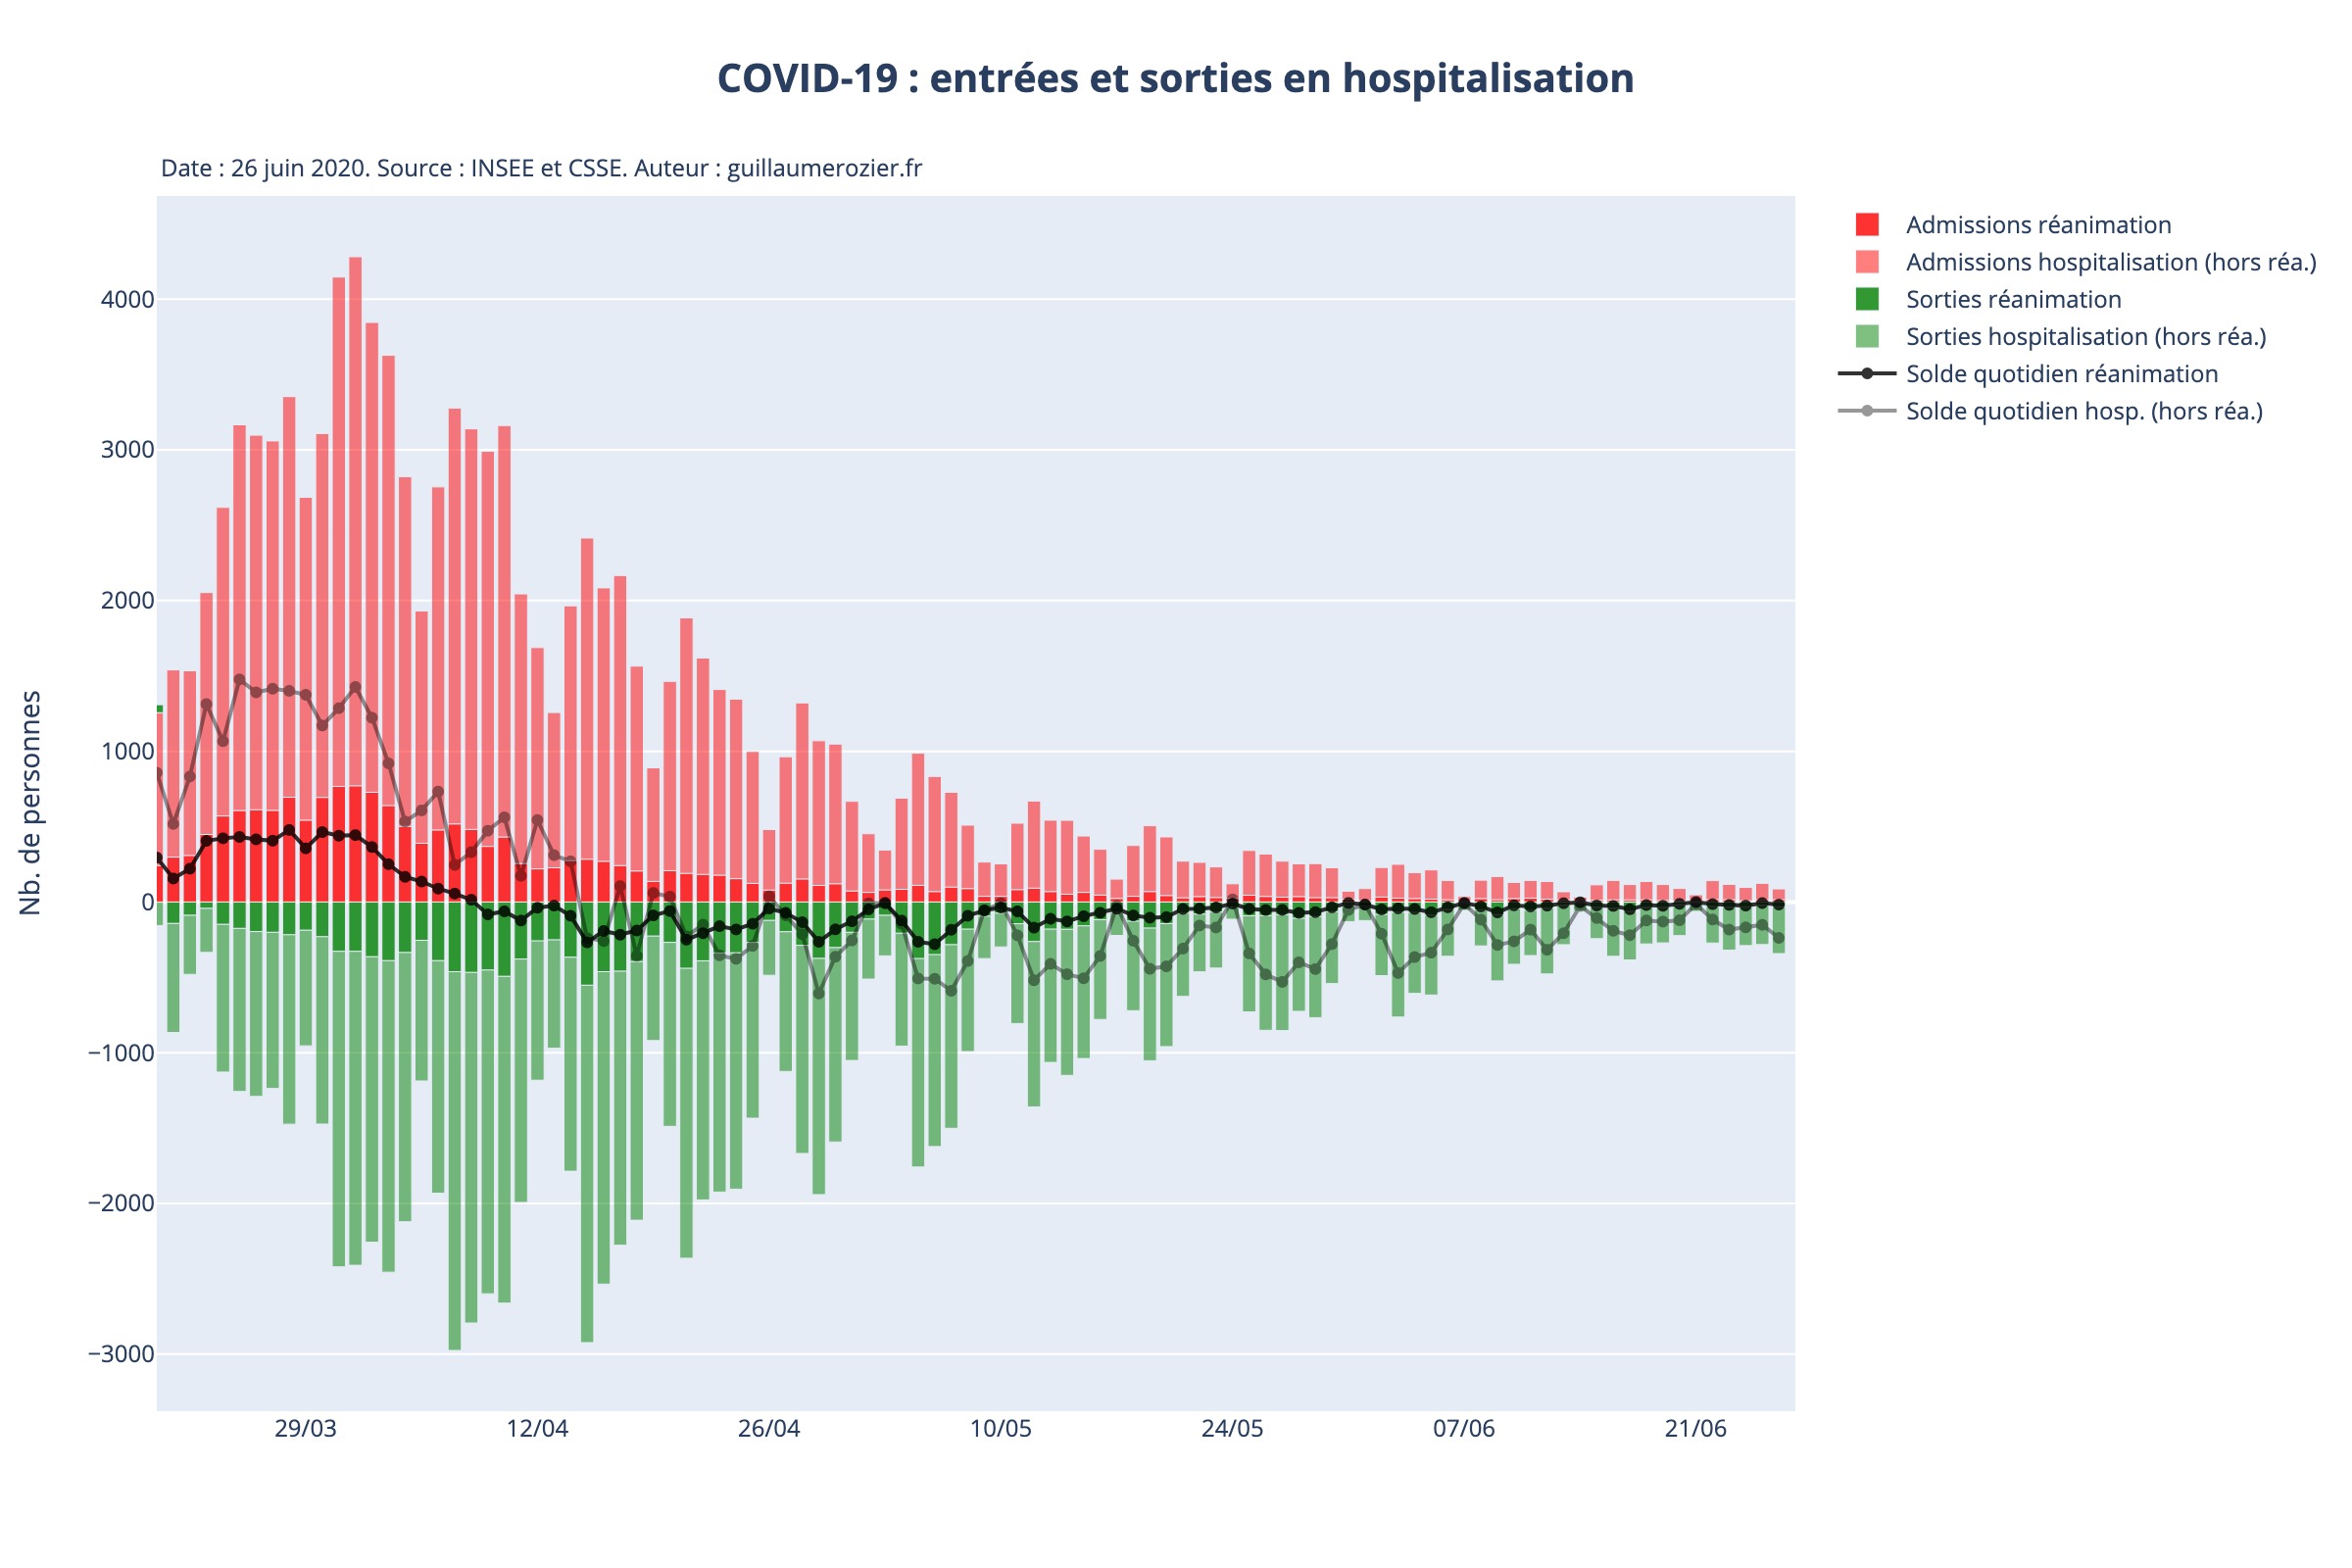 COVID-19 : entrées et sorties en hospitalisation
Date : 26 juin 2020. Source : INSEE et CSSE. Auteur : guillaumerozier.fr
Admissions réanimation
Admissions hospitalisation (hors réa.)
Sorties réanimation
Sorties hospitalisation (hors réa.)
Solde quotidien réanimation
Solde quotidien hosp. (hors réa.)
Nb. de personnes
4000
3000
2000
1000
0
−1000
−2000
−3000
29/03 12/04 26/04 10/05 24/05 07/06 21/06